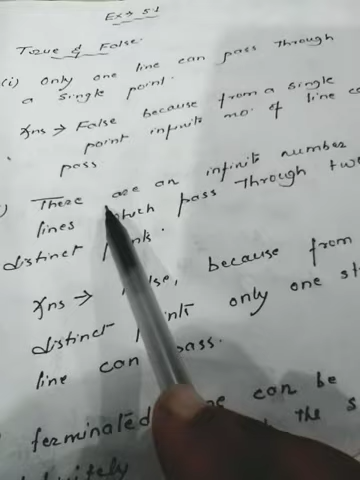 Ex → 5.1
True & False.
(i) Only one line can pass through
a single point.
Ans → False because from a single
point infinite no. of line
pass
There are an infinite number
lines which pass through
distinct
Ans → because from
distinct only one
line can pass.
terminated can be
the